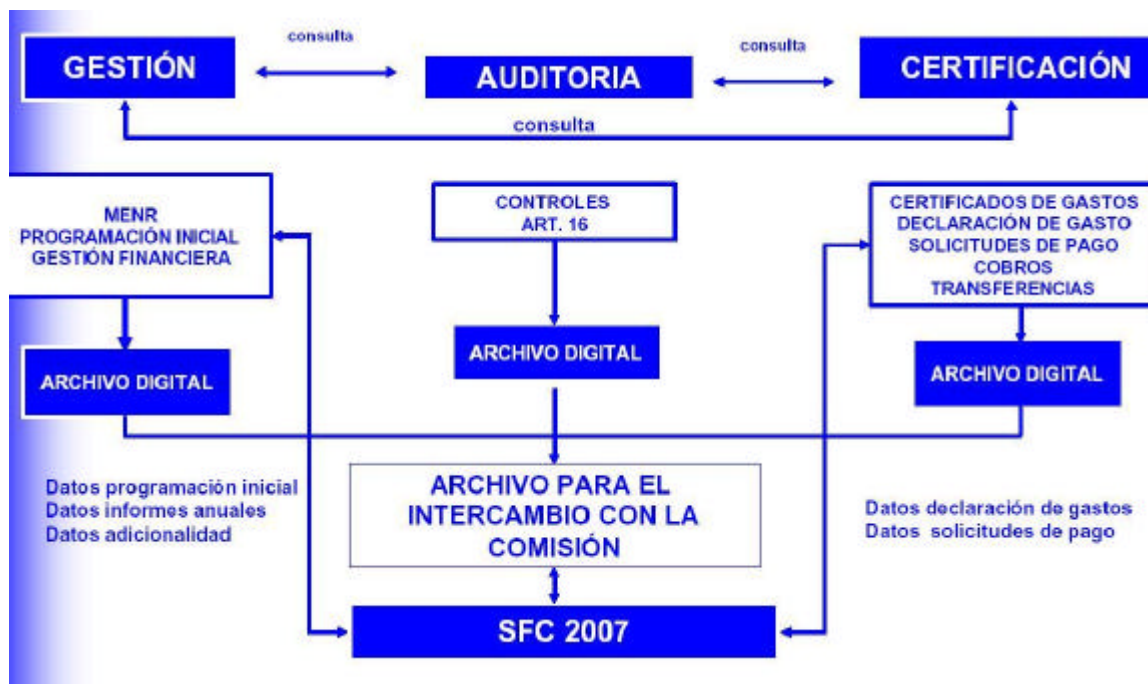 consulta
consulta
GESTIÓN
AUDITORIA
CERTIFICACIÓN
consulta
MENR
PROGRAMACIÓN INICIAL
GESTIÓN FINANCIERA
CONTROLES
ART. 16
CERTIFICADOS DE GASTOS
DECLARACIÓN DE GASTO
SOLICITUDES DE PAGO
COBROS
TRANSFERENCIAS
ARCHIVO DIGITAL
ARCHIVO DIGITAL
ARCHIVO DIGITAL
Datos programación inicial
Datos informes anuales
Datos adicionalidad
ARCHIVO PARA EL
INTERCAMBIO CON LA
COMISIÓN
Datos declaración de gastos
Datos solicitudes de pago
SFC 2007